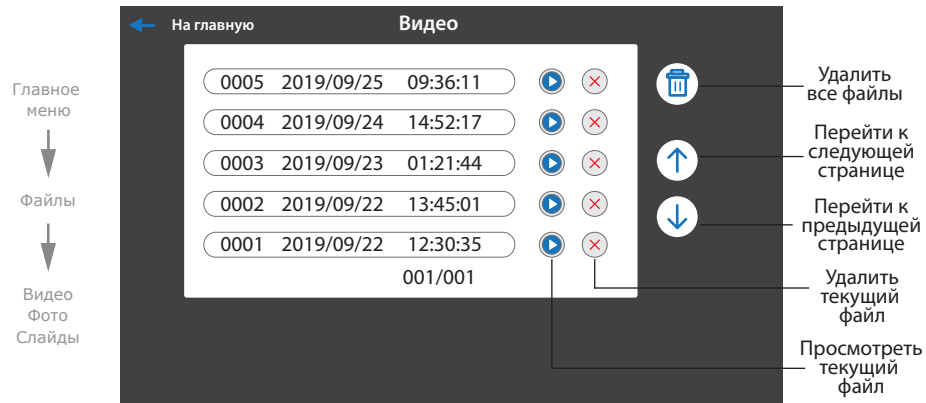 На главную
Видео
Главное
меню
Файлы
Видео
Фото
Слайды
0005 2019/09/25 09:36:11
0004 2019/09/24 14:52:17
0003 2019/09/23 01:21:44
0002 2019/09/22 13:45:01
0001 2019/09/22 12:30:35
001/001
Удалить
все файлы
Перейти к
следующей
странице
Перейти к
предыдущей
странице
Удалить
текущий
файл
Просмотреть
текущий
файл